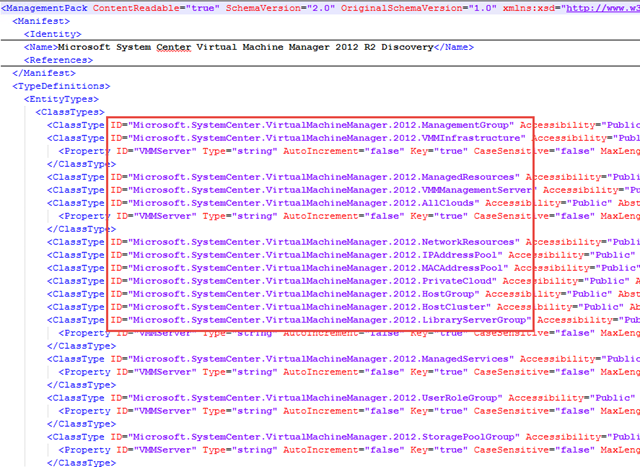 <ManagementPack ContentReadable="true" SchemaVersion="2.0" OriginalSchemaVersion="1.0" xmlns:xsd="http://www.w3
<Manifest>
<Identity>
<Name>Microsoft System Center Virtual Machine Manager 2012 R2 Discovery</Name>
<References>
</Manifest>
<TypeDefinitions>
<EntityTypes>
<ClassTypes>
<ClassType ID="Microsoft.SystemCenter.VirtualMachineManager.2012.ManagementGroup" Accessibility="Public
<ClassType ID="Microsoft.SystemCenter.VirtualMachineManager.2012.VMMInfrastructure" Accessibility="Publ
<Property ID="VMMServer" Type="string" AutoIncrement="false" Key="true" CaseSensitive="false" MaxLeng
</ClassType>
<ClassType ID="Microsoft.SystemCenter.VirtualMachineManager.2012.ManagedResources" Accessibility="Publi
<ClassType ID="Microsoft.SystemCenter.VirtualMachineManager.2012.VMMManagementServer" Accessibility="Pu
<ClassType ID="Microsoft.SystemCenter.VirtualMachineManager.2012.AllClouds" Accessibility="Public" Abst
<Property ID="VMMServer" Type="string" AutoIncrement="false" Key="true" CaseSensitive="false" MaxLeng
</ClassType>
<ClassType ID="Microsoft.SystemCenter.VirtualMachineManager.2012.NetworkResources" Accessibility="Publi
<ClassType ID="Microsoft.SystemCenter.VirtualMachineManager.2012.IPAddressPool" Accessibility="Public"
<ClassType ID="Microsoft.SystemCenter.VirtualMachineManager.2012.MACAddressPool" Accessibility="Public"
<ClassType ID="Microsoft.SystemCenter.VirtualMachineManager.2012.PrivateCloud" Accessibility="Public" A
<ClassType ID="Microsoft.SystemCenter.VirtualMachineManager.2012.HostGroup" Accessibility="Public" Abst
<ClassType ID="Microsoft.SystemCenter.VirtualMachineManager.2012.HostCluster" Accessibility="Public" Ab
<ClassType ID="Microsoft.SystemCenter.VirtualMachineManager.2012.LibraryServerGroup" Accessibility="Pub
<Property ID="VMMServer" Type="string" AutoIncrement="false" Key="true" CaseSensitive="false" MaxLeng
</ClassType>
<ClassType ID="Microsoft.SystemCenter.VirtualMachineManager.2012.ManagedServices" Accessibility="Public
<Property ID="VMMServer" Type="string" AutoIncrement="false" Key="true" CaseSensitive="false" MaxLeng
</ClassType>
<ClassType ID="Microsoft.SystemCenter.VirtualMachineManager.2012.UserRoleGroup" Accessibility="Public"
<Property ID="VMMServer" Type="string" AutoIncrement="false" Key="true" CaseSensitive="false" MaxLeng
</ClassType>
<ClassType ID="Microsoft.SystemCenter.VirtualMachineManager.2012.StoragePoolGroup" Accessibility="Publi
<Property ID="VMMServer" Type="string" AutoIncrement="false" Key="true" CaseSensitive="false" MaxLeng
</ClassType>